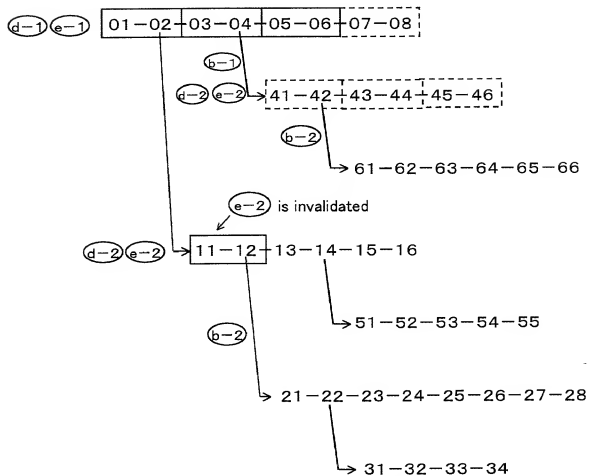 d-1 e-1 01-02-03-04-05-06-07-08
b-1
d-2 e-2 41-42-43-44-45-46
b-2
61-62-63-64-65-66
e-2 is invalidated
d-2 e-2 11-12-13-14-15-16
51-52-53-54-55
b-2
21-22-23-24-25-26-27-28
31-32-33-34